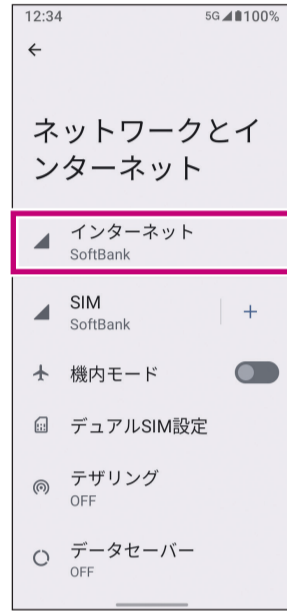 12:34 5G 100%
ネットワークとイ
ンターネット
インターネット
SoftBank
SIM
SoftBank
機内モード
デュアルSIM設定
テザリング
OFF
データセーバー
OFF